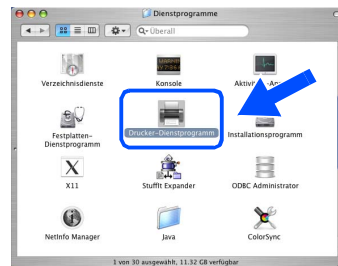 Dienstprogramme
Überall
Verzeichnisdienste
Konsole
Festplatten-
Dienstprogramm
Drucker-Dienstprogramm
Installationsprogramm
X11
StuffIt Expander
ODBC Administrator
NetInfo Manager
Java
ColorSync
1 von 30 ausgewählt, 11.32 GB verfügbar